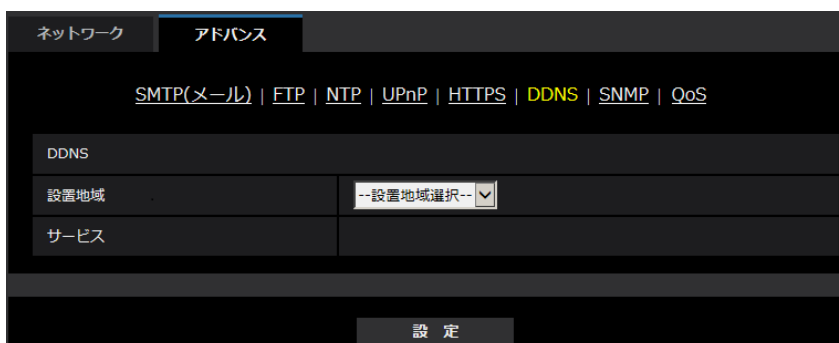 ネットワーク アドバンス
SMTP(メール) | FTP | NTP | UPnP | HTTPS | DDNS | SNMP | QoS
DDNS
設置地域 --設置地域選択--
サービス
設 定